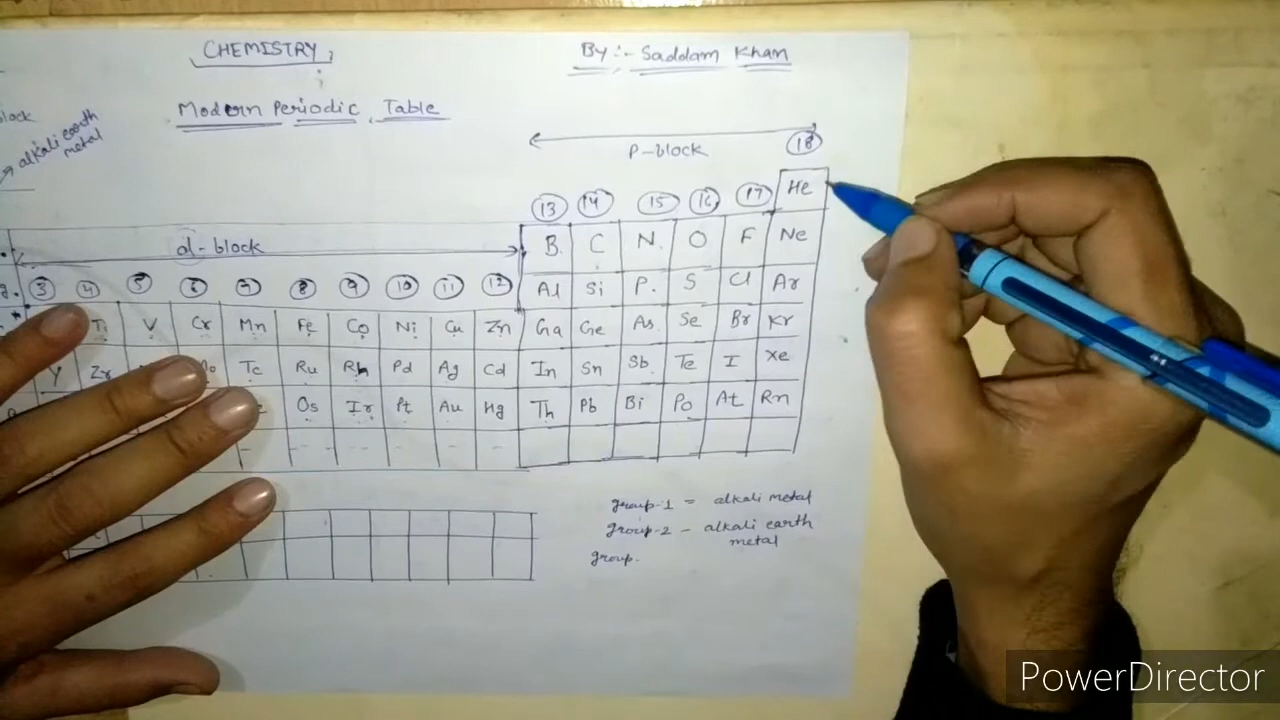 CHEMISTRY,
By :- Saddam Khan
Modern Periodic Table
alkali earth
metal
P-block
18
13 14 15 16 17 He
d-block
B. C N. O F Ne
3 4 5 6 7 8 9 10 11 12
Al Si P. S Cl Ar
Ti V Cr Mn Fe Co Ni Cu Zn Ga Ge As Se Br Kr
Y Zr Tc Ru Rh Pd Ag Cd In Sn Sb. Te I Xe
Os Ir Pt Au Hg Th Pb Bi Po At Rn
group-1 = alkali metal
group-2 - alkali earth
metal
group.
PowerDirector